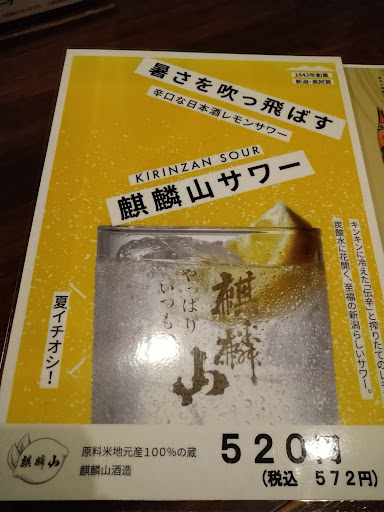 暑さを吹っ飛ばす
辛口な日本酒レモンサワー
1843年創業
新潟・奥阿賀
KIRINZAN SOUR
麒麟山サワー
キンキンに冷えた「伝辛」と搾りたてのレ
炭酸水に花開く、至福の新潟らしいサワー。
やっぱり
いつも
麒麟山
夏イチオシ!
麒麟山
原料米地元産100%の蔵
麒麟山酒造
520円
(税込 572円)